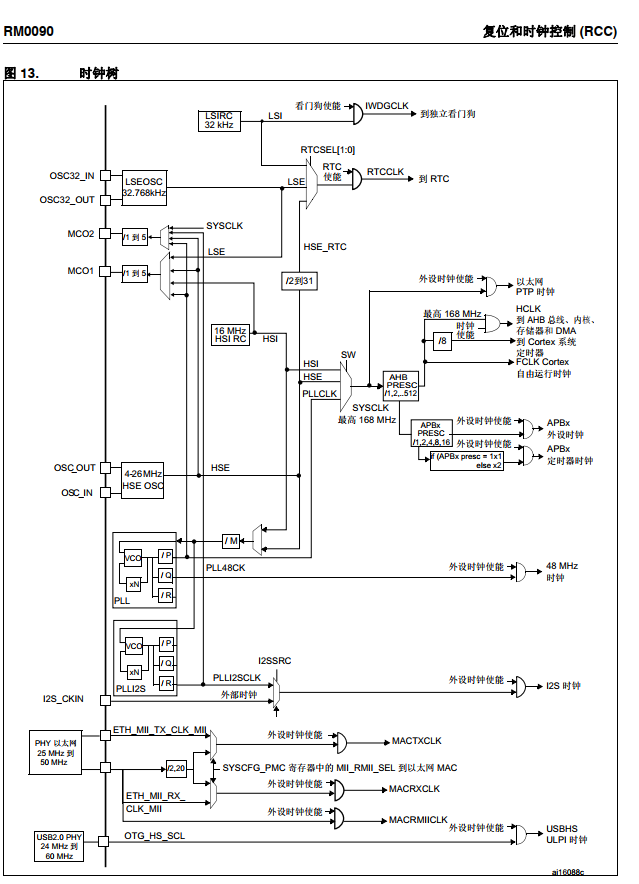 RM0090
复位和时钟控制 (RCC)
图 13.
时钟树
看门狗使能
IWDGCLK
到独立看门狗
LSIRC
32 kHz
LSI
RTCSEL[1:0]
OSC32_IN
OSC32_OUT
LSEOSC
32.768kHz
LSE
RTC
使能
RTCCLK
到 RTC
MCO2
/1 到 5
SYSCLK
LSE
HSE_RTC
MCO1
/1 到 5
/2到31
外设时钟使能
以太网
PTP 时钟
16 MHz
HSI RC
HSI
最高 168 MHz
时钟
使能
HCLK
到 AHB 总线、内核、
存储器和 DMA
/8
到 Cortex 系统
定时器
FCLK Cortex
自由运行时钟
SW
HSI
HSE
PLLCLK
SYSCLK
最高 168 MHz
AHB
PRESC
/1,2,..512
APBx
PRESC
/1,2,4,8,16
外设时钟使能
APBx
外设时钟
外设时钟使能
if (APBx presc = 1x1
else x2
APBx
定时器时钟
OSC_OUT
OSC_IN
4-26 MHz
HSE OSC
HSE
/ M
VCO
xN
/ P
/ Q
/ R
PLL
PLL48CK
外设时钟使能
48 MHz
时钟
VCO
xN
/ P
/ Q
/ R
PLLI2S
PLLI2SCLK
I2SSRC
I2S_CKIN
外部时钟
外设时钟使能
I2S 时钟
PHY 以太网
25 MHz 到
50 MHz
ETH_MII_TX_CLK_MII
外设时钟使能
MACTXCLK
/2,20
SYSCFG_PMC 寄存器中的 MII_RMII_SEL 到以太网 MAC
ETH_MII_RX_
CLK_MII
外设时钟使能
MACRXCLK
外设时钟使能
MACRMIICLK
USB2.0 PHY
24 MHz 到
60 MHz
OTG_HS_SCL
外设时钟使能
USBHS
ULPI 时钟
ai16088c